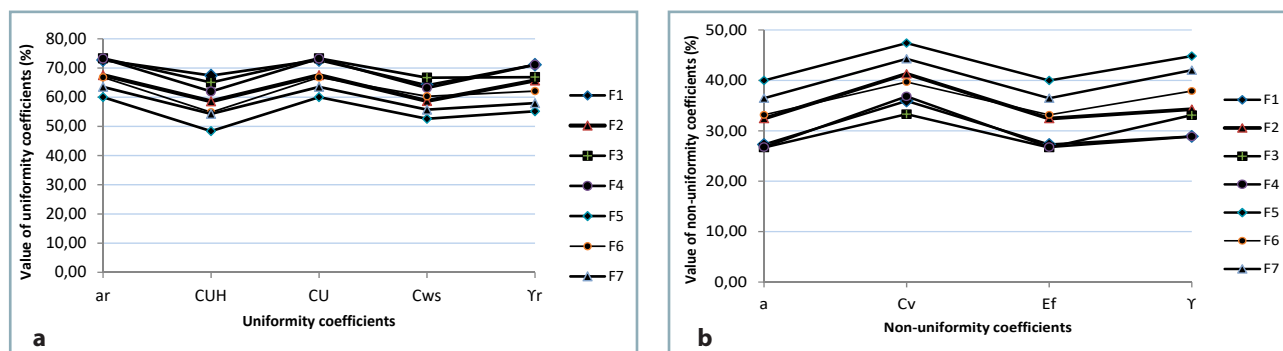 Value of uniformity coefficients (%)
80,00
70,00
60,00
50,00
40,00
30,00
20,00
10,00
0,00
ar
CUH
CU
Cws
ϒr
Uniformity coefficients
F1
F2
F3
F4
F5
F6
F7
a
Value of non-uniformity coefficients (%)
50,00
40,00
30,00
20,00
10,00
0,00
a
Cv
Ef
ϒ
Non-uniformity coefficients
F1
F2
F3
F4
F5
F6
F7
b